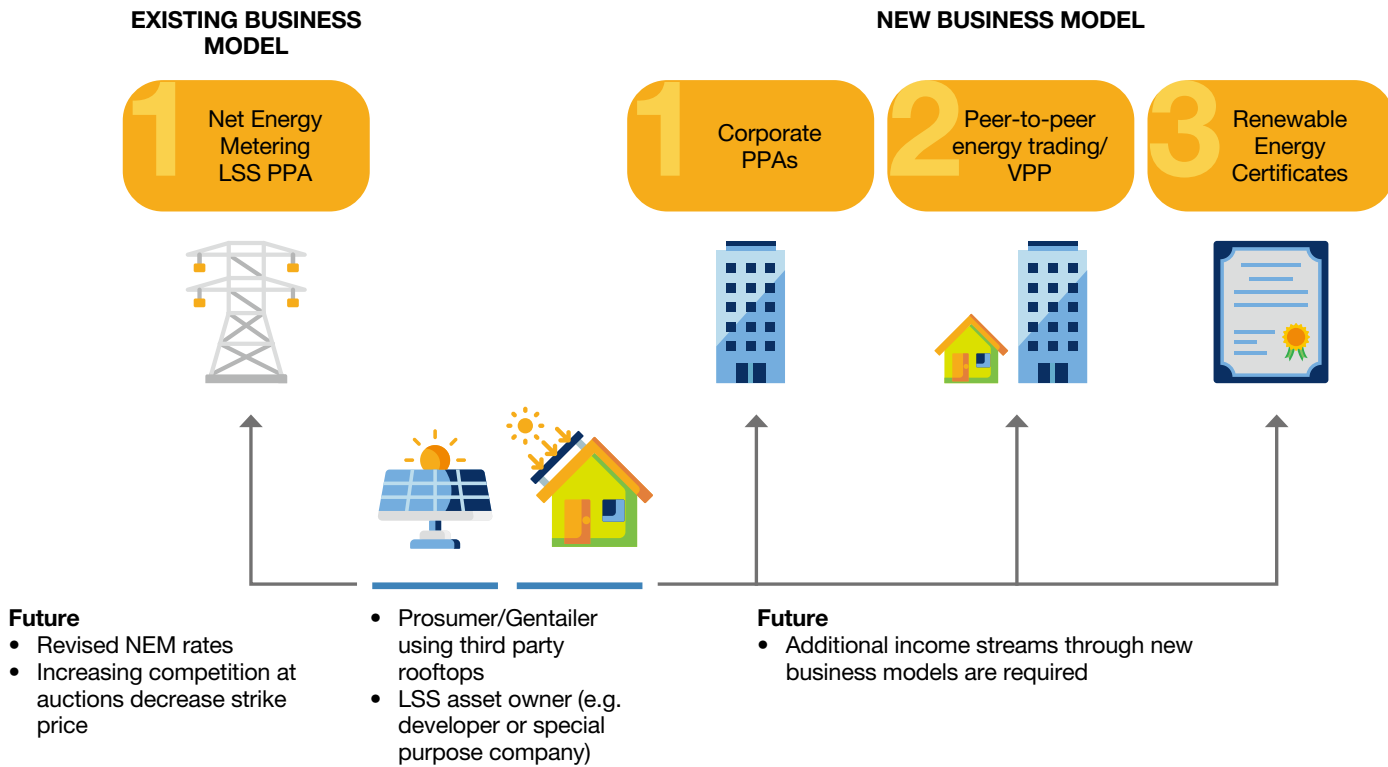 EXISTING BUSINESS
MODEL
NEW BUSINESS MODEL
1
Net Energy
Metering
LSS PPA
1
Corporate
PPAs
2
Peer-to-peer
energy trading/
VPP
3
Renewable
Energy
Certificates
Future
• Revised NEM rates
• Increasing competition at
auctions decrease strike
price
• Prosumer/Gentailer
using third party
rooftops
• LSS asset owner (e.g.
developer or special
purpose company)
Future
• Additional income streams through new
business models are required